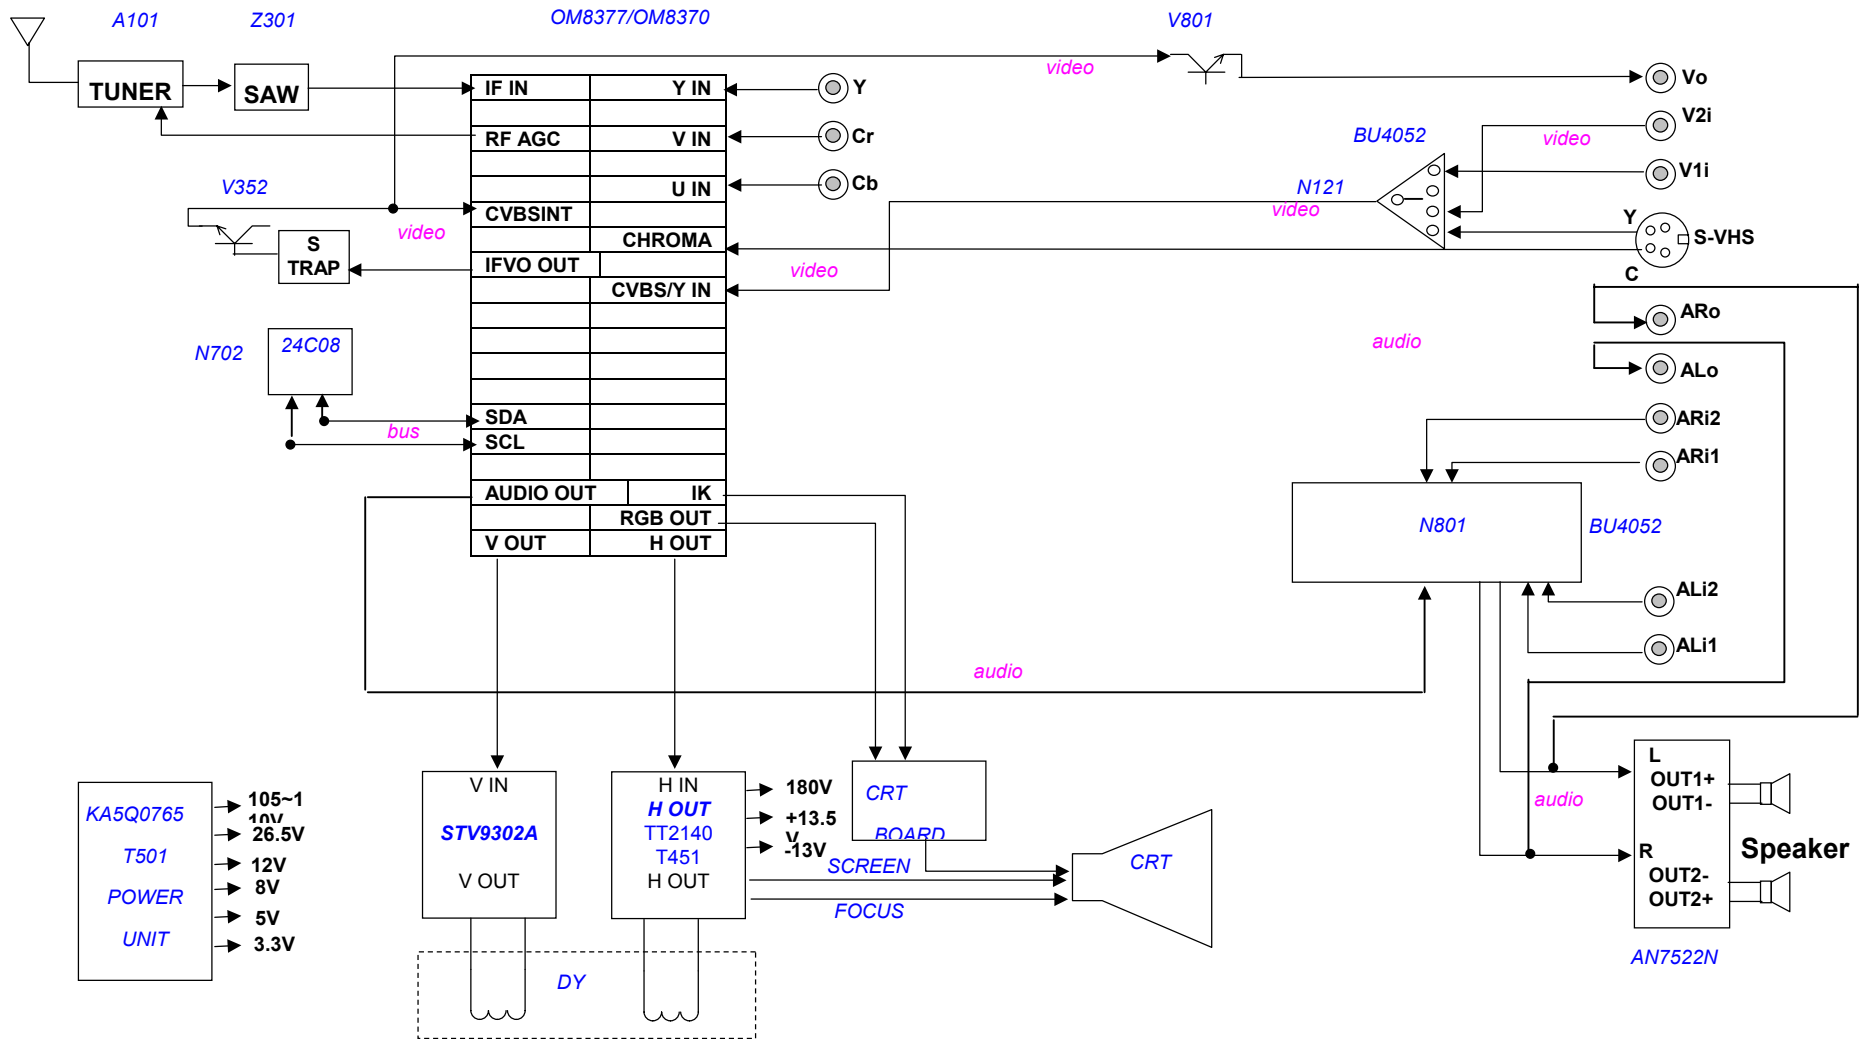 A101
Z301
OM8377/OM8370
V801
TUNER
SAW
IF IN
Y IN
Y
video
Vo
RF AGC
V IN
Cr
V2i
BU4052
video
V352
U IN
Cb
N121
V1i
CVBSINT
video
video
Y
S TRAP
CHROMA
S-VHS
IFVO OUT
video
C
CVBS/Y IN
ARo
N702
24C08
audio
ALo
SDA
bus
SCL
ARi2
ARi1
AUDIO OUT
IK
RGB OUT
V OUT
H OUT
N801
BU4052
ALi2
ALi1
audio
KA5Q0765
T501
POWER
UNIT
105~1
10V
26.5V
12V
8V
5V
3.3V
V IN
STV9302A
V OUT
H IN
H OUT
TT2140
T451
H OUT
180V
+13.5
V
-13V
CRT
BOARD
SCREEN
FOCUS
CRT
DY
L
OUT1+
OUT1-
audio
R
OUT2-
OUT2+
Speaker
AN7522N